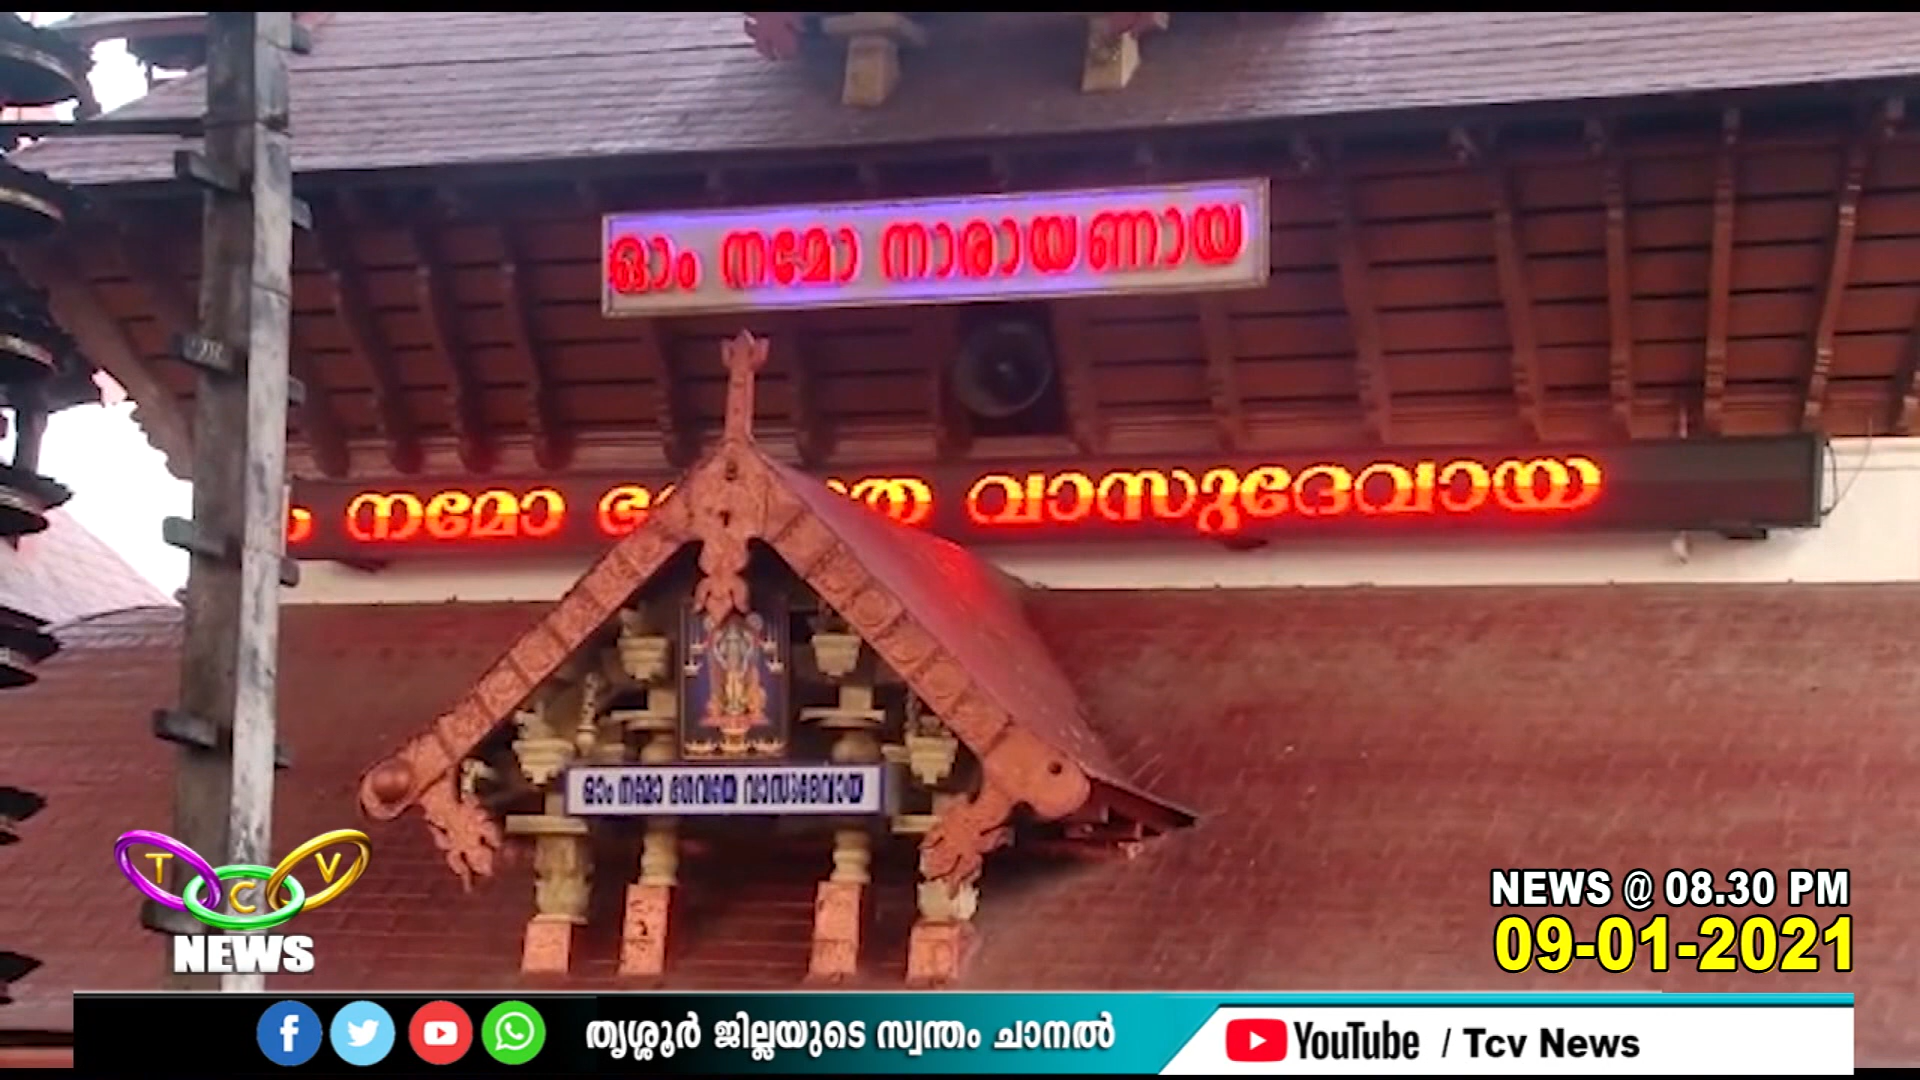 ഓം നമോ നാരായണായ
നമോ വാസുദേവായ
ഓം നമോ ഭഗവതേ വാസുദേവായ
T C V
NEWS
NEWS @ 08.30 PM
09-01-2021
തൃശ്ശൂർ ജില്ലയുടെ സ്വന്തം ചാനൽ
YouTube / Tcv News